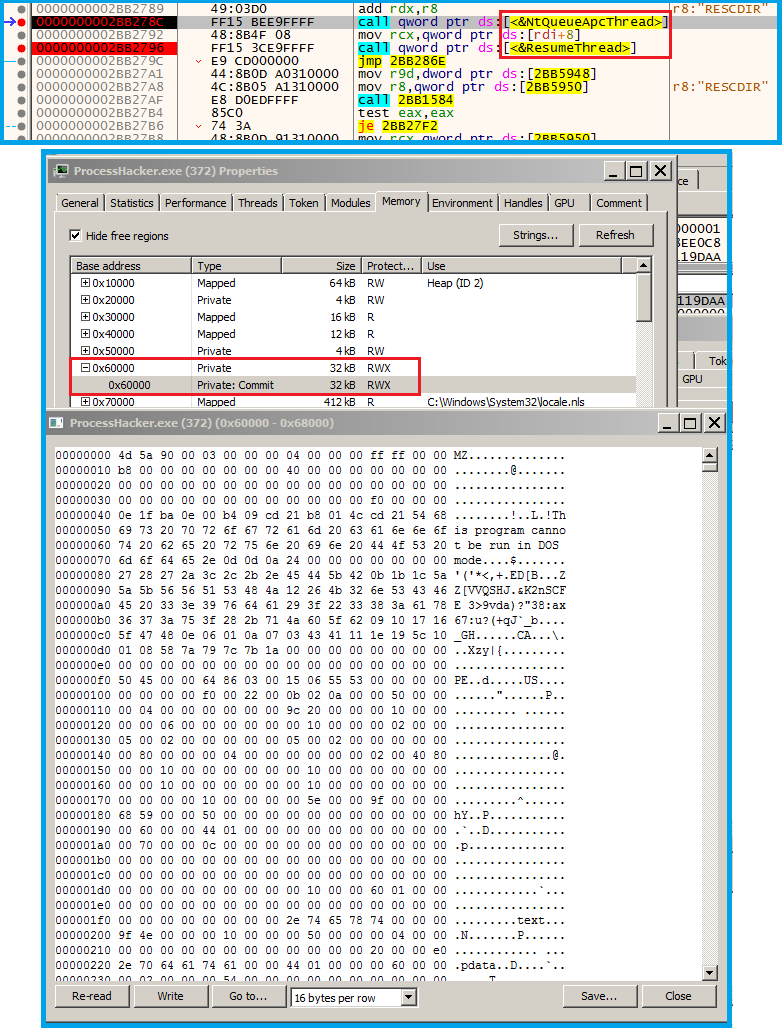 0000000002BB2789 49:03D0 add rdx,r8 r8:"RESCDIR"
0000000002BB278C FF15 BEE9FFFF call qword ptr ds:[<&NtQueueApcThread>]
0000000002BB2792 48:8B4F 08 mov rcx,qword ptr ds:[rdi+8]
0000000002BB2796 FF15 3CE9FFFF call qword ptr ds:[<&ResumeThread>]
0000000002BB279C E9 CD000000 jmp 2BB286E
0000000002BB27A1 44:8B0D A0310000 mov r9d,dword ptr ds:[2BB5948]
0000000002BB27A8 4C:8B05 A1310000 mov r8,qword ptr ds:[2BB5950] r8:"RESCDIR"
0000000002BB27AF E8 D0EDFFFF call 2BB1584
0000000002BB27B4 85C0 test eax,eax
0000000002BB27B6 74 3A je 2BB27F2
0000000002BB27B8 48:8B0D 91310000 mov rcx,qword ptr ds:[2BB5950]
ProcessHacker.exe (372) Properties
General Statistics Performance Threads Token Modules Memory Environment Handles GPU Comment
Hide free regions Strings... Refresh
Base address Type Size Protect... Use
0x10000 Mapped 64 kB RW Heap (ID 2)
0x20000 Private 4 kB RW
0x30000 Mapped 16 kB R
0x40000 Mapped 12 kB R
0x50000 Private 4 kB RW
0x60000 Private 32 kB RWX
0x60000 Private: Commit 32 kB RWX
0x70000 Mapped 412 kB R C:\Windows\System32\locale.nls
ce
000001
BEE0C8
119DAA
119DAA
Tok
GPU
ProcessHacker.exe (372) (0x60000 - 0x68000)
00000000 4d 5a 90 00 03 00 00 00 04 00 00 00 ff ff 00 00 MZ..............
00000010 b8 00 00 00 00 00 00 00 40 00 00 00 00 00 00 00 ........@.......
00000020 00 00 00 00 00 00 00 00 00 00 00 00 00 00 00 00 ................
00000030 00 00 00 00 00 00 00 00 00 00 00 00 f0 00 00 00 ................
00000040 0e 1f ba 0e 00 b4 09 cd 21 b8 01 4c cd 21 54 68 ........!..L.!Th
00000050 69 73 20 70 72 6f 67 72 61 6d 20 63 61 6e 6e 6f is program canno
00000060 74 20 62 65 20 72 75 6e 20 69 6e 20 44 4f 53 20 t be run in DOS
00000070 6d 6f 64 65 2e 0d 0d 0a 24 00 00 00 00 00 00 00 mode....$.......
00000080 27 28 27 2a 3c 2c 2b 2e 45 44 5b 42 0b 1b 1c 5a '('*<,+.ED[B...Z
00000090 5a 5b 56 56 51 53 48 4a 12 26 4b 32 6e 53 43 46 Z[VVQSHJ.&K2nSCF
000000a0 45 20 33 3e 39 76 64 61 29 3f 22 33 38 3a 61 78 E 3>9vda)?"38:ax
000000b0 36 37 3a 75 3f 28 2b 71 4a 60 5f 62 09 10 17 16 67:u?(+qJ`_b....
000000c0 5f 47 48 0e 06 01 0a 07 03 43 41 11 1e 19 5c 10 _GH......CA...\.
000000d0 01 08 58 7a 79 7c 7b 1a 00 00 00 00 00 00 00 00 ..Xzy|{.........
000000e0 00 00 00 00 00 00 00 00 00 00 00 00 00 00 00 00 ................
000000f0 50 45 00 00 64 86 03 00 15 06 55 53 00 00 00 00 PE..d.....US....
00000100 00 00 00 00 f0 00 22 00 0b 02 0a 00 00 50 00 00 ......"......P..
00000110 00 04 00 00 00 00 00 00 9c 20 00 00 00 10 00 00 ......... ......
00000120 00 00 06 00 00 00 00 00 00 10 00 00 00 02 00 00 ................
00000130 05 00 02 00 00 00 00 00 05 00 02 00 00 00 00 00 ................
00000140 00 80 00 00 00 04 00 00 00 00 00 00 02 00 40 80 ..............@.
00000150 00 00 10 00 00 00 00 00 00 10 00 00 00 00 00 00 ................
00000160 00 00 10 00 00 00 00 00 00 10 00 00 00 00 00 00 ................
00000170 00 00 00 00 10 00 00 00 00 5e 00 00 9f 00 00 00 .........^......
00000180 68 59 00 00 50 00 00 00 00 00 00 00 00 00 00 00 hY..P...........
00000190 00 60 00 00 44 01 00 00 00 00 00 00 00 00 00 00 .`..D...........
000001a0 00 70 00 00 0c 00 00 00 00 00 00 00 00 00 00 00 .p..............
000001b0 00 00 00 00 00 00 00 00 00 00 00 00 00 00 00 00 ................
000001c0 00 00 00 00 00 00 00 00 00 00 00 00 00 00 00 00 ................
000001d0 00 00 00 00 00 00 00 00 00 10 00 00 60 01 00 00 ............`...
000001e0 00 00 00 00 00 00 00 00 00 00 00 00 00 00 00 00 ................
000001f0 00 00 00 00 00 00 00 00 2e 74 65 78 74 00 00 00 .........text...
00000200 9f 4e 00 00 00 10 00 00 00 50 00 00 00 04 00 00 .N.......P......
00000210 00 00 00 00 00 00 00 00 00 00 00 00 20 00 00 e0 ............ ...
00000220 2e 70 64 61 74 61 00 00 44 01 00 00 00 60 00 00 .pdata..D....`..
00000230 00 02 00 00 00 54 00 00 00 00 00 00 00 00 00 00 .....T..........
Re-read Write Go to... 16 bytes per row Save... Close